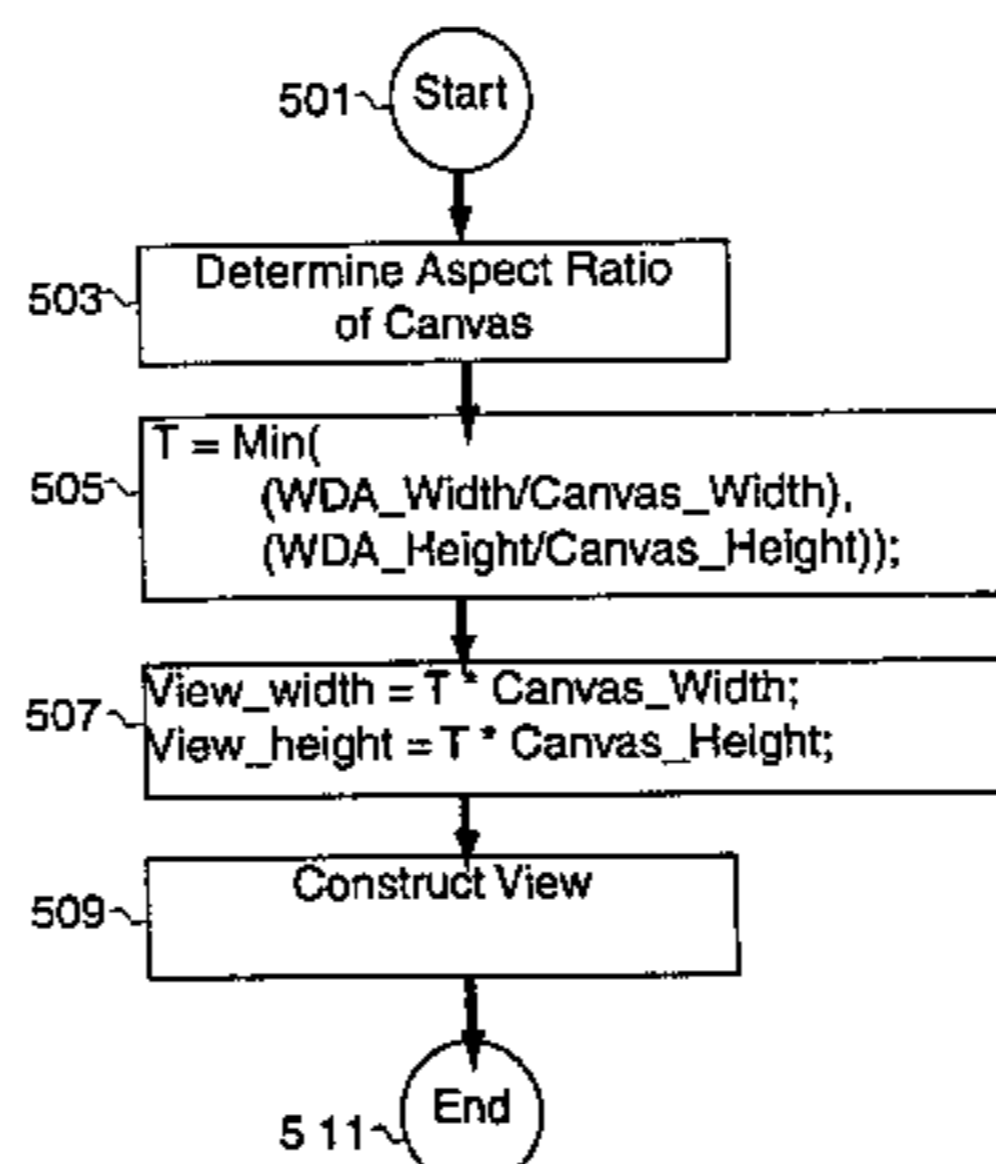 501 Start
503 Determine Aspect Ratio
of Canvas
505 T = Min(
(WDA_Width/Canvas_Width),
(WDA_Height/Canvas_Height));
507 View_width = T * Canvas_Width;
View_height = T * Canvas_Height;
509 Construct View
5 11 End